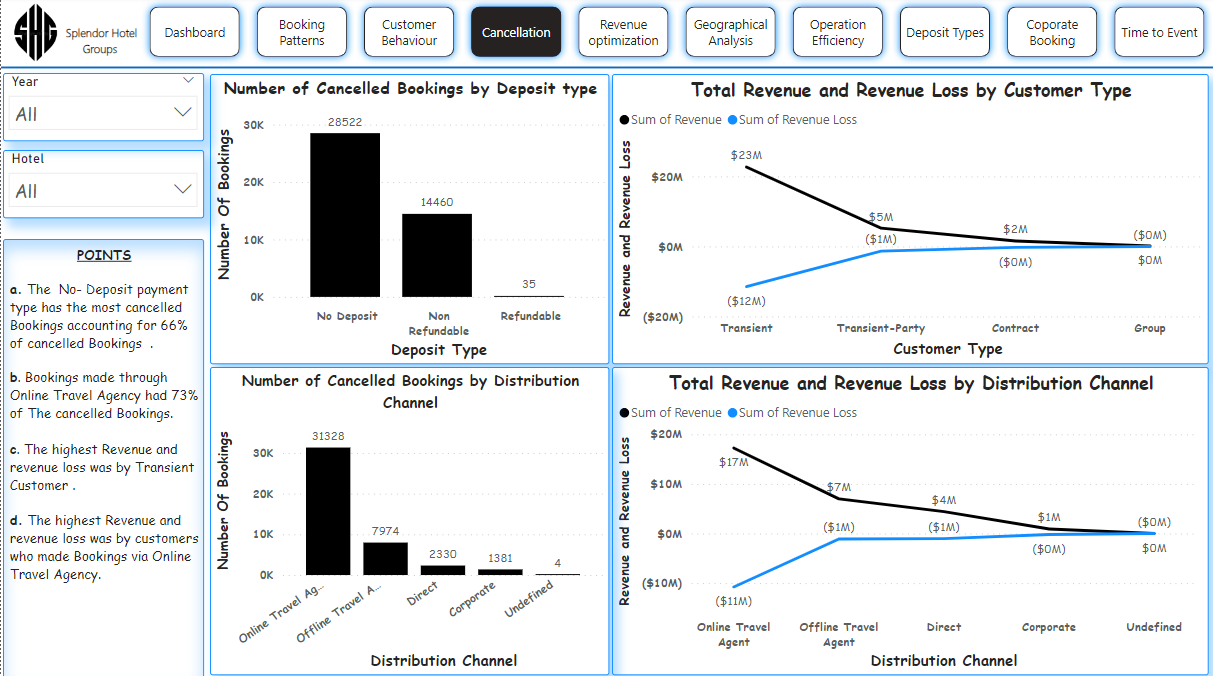 SHG
Splendor Hotel
Groups
Dashboard
Booking
Patterns
Customer
Behaviour
Cancellation
Revenue
optimization
Geographical
Analysis
Operation
Efficiency
Deposit Types
Coporate
Booking
Time to Event
Year
All
Hotel
All
POINTS
a. The No- Deposit payment
type has the most cancelled
Bookings accounting for 66%
of cancelled Bookings .
b. Bookings made through
Online Travel Agency had 73%
of The cancelled Bookings.
c. The highest Revenue and
revenue loss was by Transient
Customer .
d. The highest Revenue and
revenue loss was by customers
who made Bookings via Online
Travel Agency.
Number of Cancelled Bookings by Deposit type
Number Of Bookings
30K
20K
10K
0K
28522
14460
35
No Deposit
Non
Refundable
Refundable
Deposit Type
Total Revenue and Revenue Loss by Customer Type
Sum of Revenue Sum of Revenue Loss
Revenue and Revenue Loss
$20M
$0M
($20M)
$23M
$5M
$2M
($0M)
($12M)
($1M)
($0M)
$0M
Transient
Transient-Party
Contract
Group
Customer Type
Number of Cancelled Bookings by Distribution
Channel
Number Of Bookings
30K
20K
10K
0K
31328
7974
2330
1381
4
Online Travel Ag...
Offline Travel A...
Direct
Corporate
Undefined
Distribution Channel
Total Revenue and Revenue Loss by Distribution Channel
Sum of Revenue Sum of Revenue Loss
Revenue and Revenue Loss
$20M
$10M
$0M
($10M)
$17M
$7M
$4M
$1M
($0M)
($11M)
($1M)
($1M)
($0M)
$0M
Online Travel
Agent
Offline Travel
Agent
Direct
Corporate
Undefined
Distribution Channel